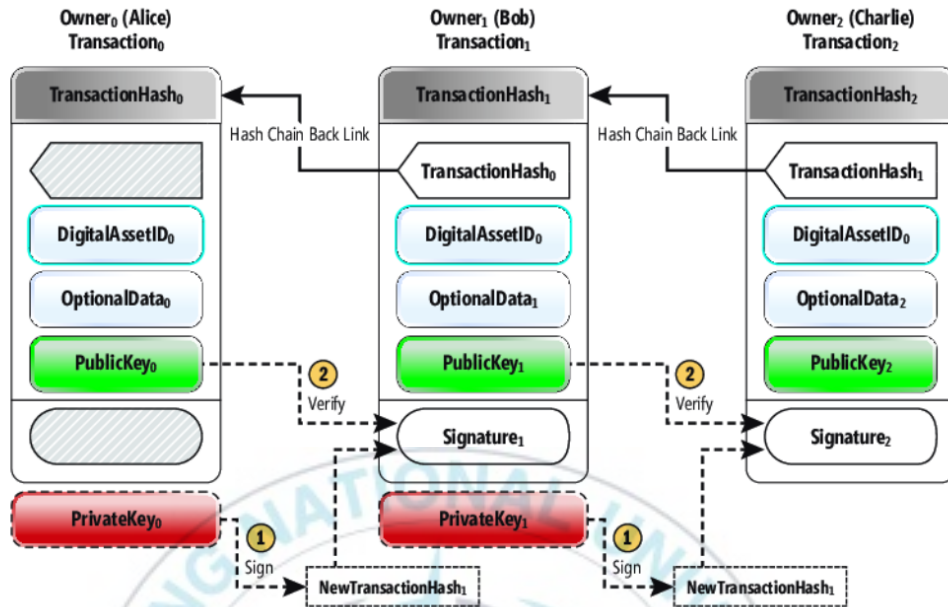 Owner₀ (Alice)
Transaction₀
Owner₁ (Bob)
Transaction₁
Owner₂ (Charlie)
Transaction₂
TransactionHash₀
TransactionHash₁
TransactionHash₂
Hash Chain Back Link
Hash Chain Back Link
TransactionHash₀
TransactionHash₁
DigitalAssetID₀
DigitalAssetID₀
DigitalAssetID₀
OptionalData₀
OptionalData₁
OptionalData₂
PublicKey₀
PublicKey₁
PublicKey₂
2
Verify
2
Verify
Signature₁
Signature₂
PrivateKey₀
PrivateKey₁
1
Sign
1
Sign
NewTransactionHash₁
NewTransactionHash₁
NATIONAL